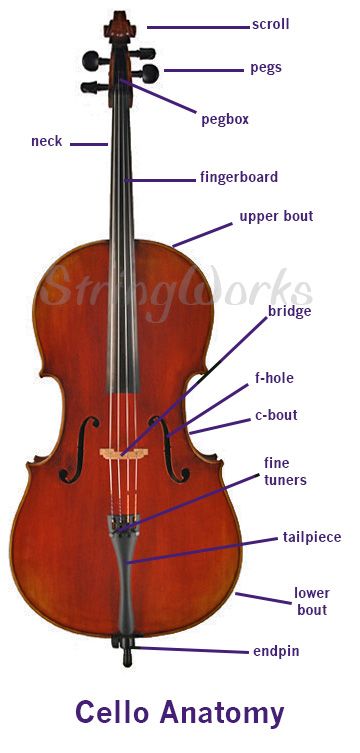 scroll
pegs
pegbox
neck
fingerboard
upper bout
StringWorks
bridge
f-hole
c-bout
fine
tuners
tailpiece
lower
bout
endpin
Cello Anatomy